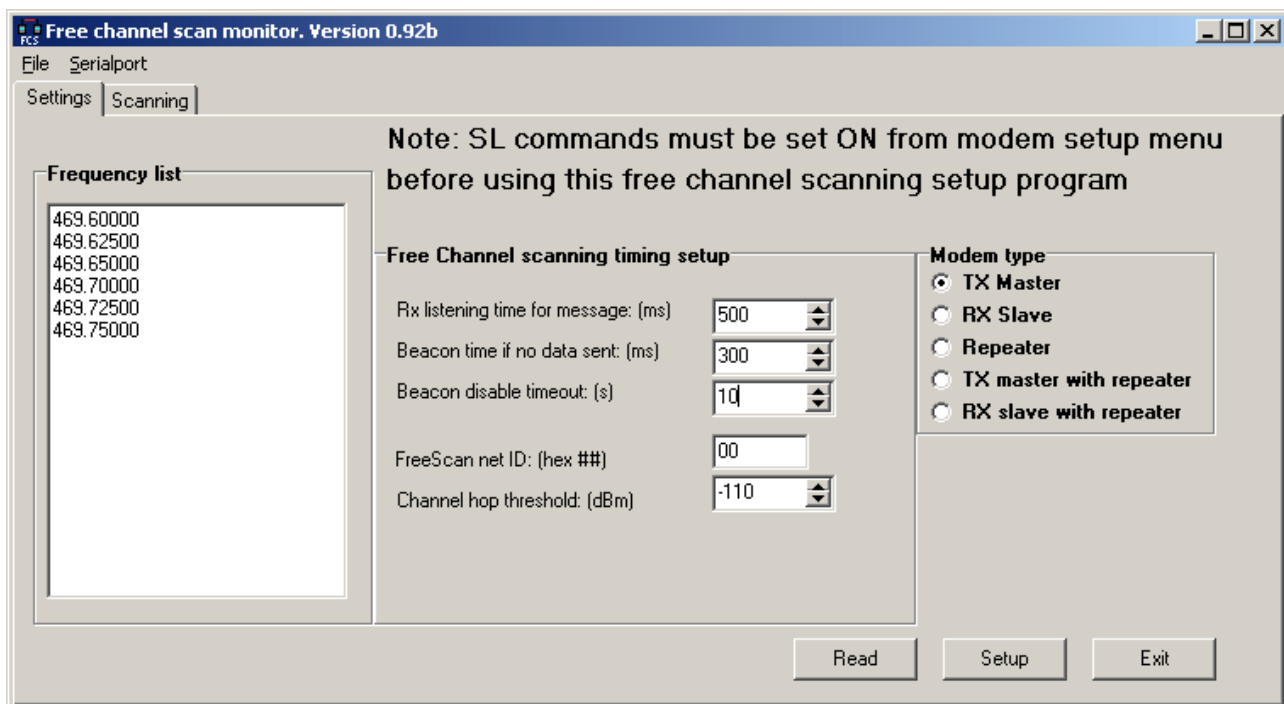 FCS
Free channel scan monitor. Version 0.92b
File Serialport
Settings Scanning
Note: SL commands must be set ON from modem setup menu
before using this free channel scanning setup program
Frequency list
469.60000
469.62500
469.65000
469.70000
469.72500
469.75000
Free Channel scanning timing setup
Rx listening time for message: (ms) 500
Beacon time if no data sent: (ms) 300
Beacon disable timeout: (s) 10
FreeScan net ID: (hex ##) 00
Channel hop threshold: (dBm) -110
Modem type
TX Master
RX Slave
Repeater
TX master with repeater
RX slave with repeater
Read Setup Exit